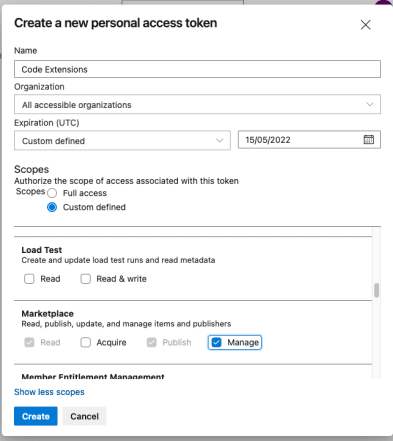 Create a new personal access token
Name
Code Extensions
Organization
All accessible organizations
Expiration (UTC)
Custom defined
15/05/2022
Scopes
Authorize the scope of access associated with this token
Scopes Full access
Custom defined
Load Test
Create and update load test runs and read metadata
Read Read & write
Marketplace
Read, publish, update, and manage items and publishers
Read Acquire Publish Manage
Member Entitlement Management
Show less scopes
Create Cancel